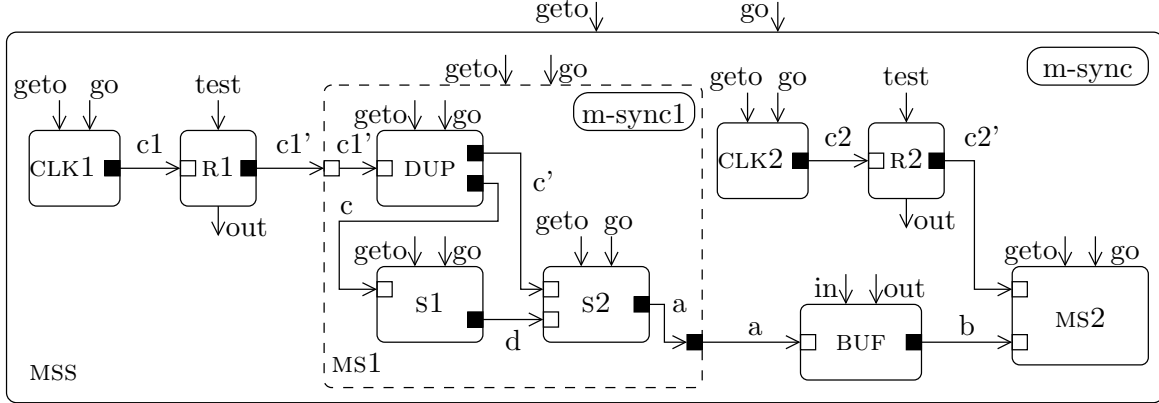 geto go
m-sync
geto go
m-sync1
geto go
CLK1
c1
test
R1
out
c1'
c1'
geto go
DUP
c'
c
geto go
S1
d
geto go
S2
a
MS1
geto go
CLK2
c2
test
R2
out
c2'
a
in out
BUF
b
geto go
MS2
MSS